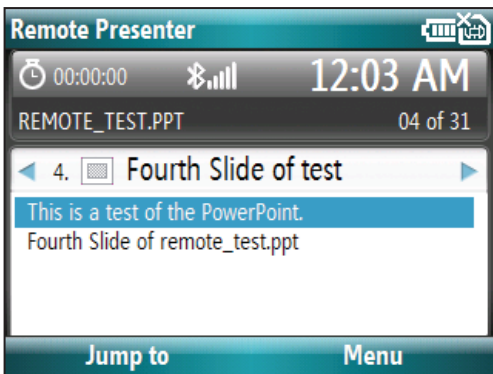 Remote Presenter
00:00:00 12:03 AM
REMOTE_TEST.PPT 04 of 31
4. Fourth Slide of test
This is a test of the PowerPoint.
Fourth Slide of remote_test.ppt
Jump to Menu